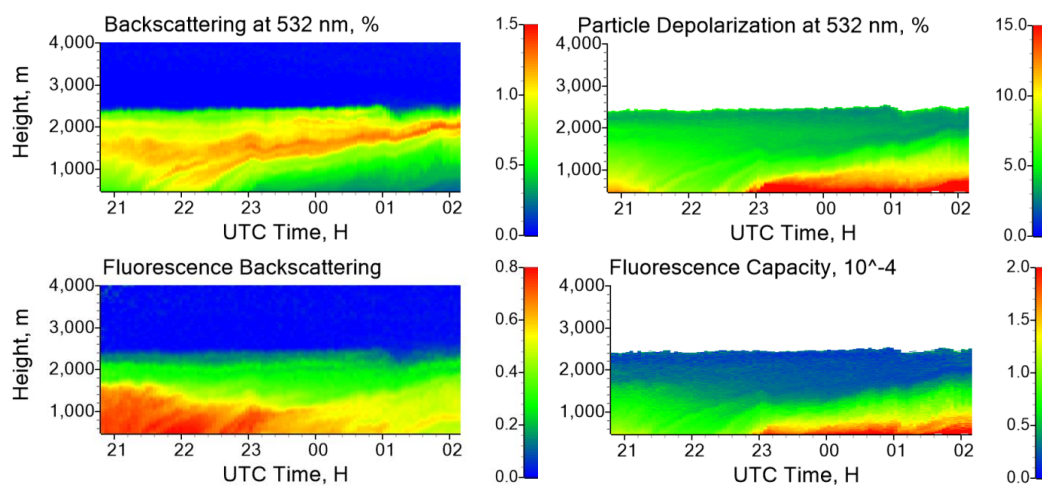 Backscattering at 532 nm, %
4,000
3,000
2,000
1,000
Height, m
21 22 23 00 01 02
UTC Time, H
1.5
1.0
0.5
0.0
Particle Depolarization at 532 nm, %
4,000
3,000
2,000
1,000
21 22 23 00 01 02
UTC Time, H
15.0
10.0
5.0
0.0
Fluorescence Backscattering
4,000
3,000
2,000
1,000
Height, m
21 22 23 00 01 02
UTC Time, H
0.8
0.6
0.4
0.2
0.0
Fluorescence Capacity, 10^-4
4,000
3,000
2,000
1,000
21 22 23 00 01 02
UTC Time, H
2.0
1.5
1.0
0.5
0.0